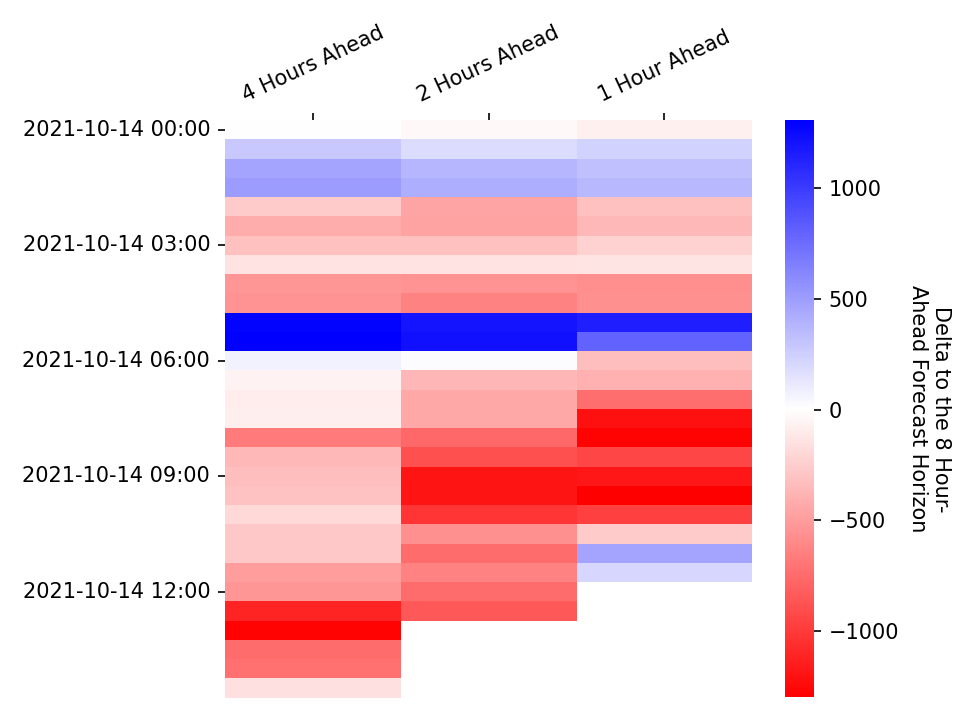 4 Hours Ahead
2 Hours Ahead
1 Hour Ahead
2021-10-14 00:00
2021-10-14 03:00
2021-10-14 06:00
2021-10-14 09:00
2021-10-14 12:00
1000
500
0
−500
−1000
Delta to the 8 Hour-
Ahead Forecast Horizon